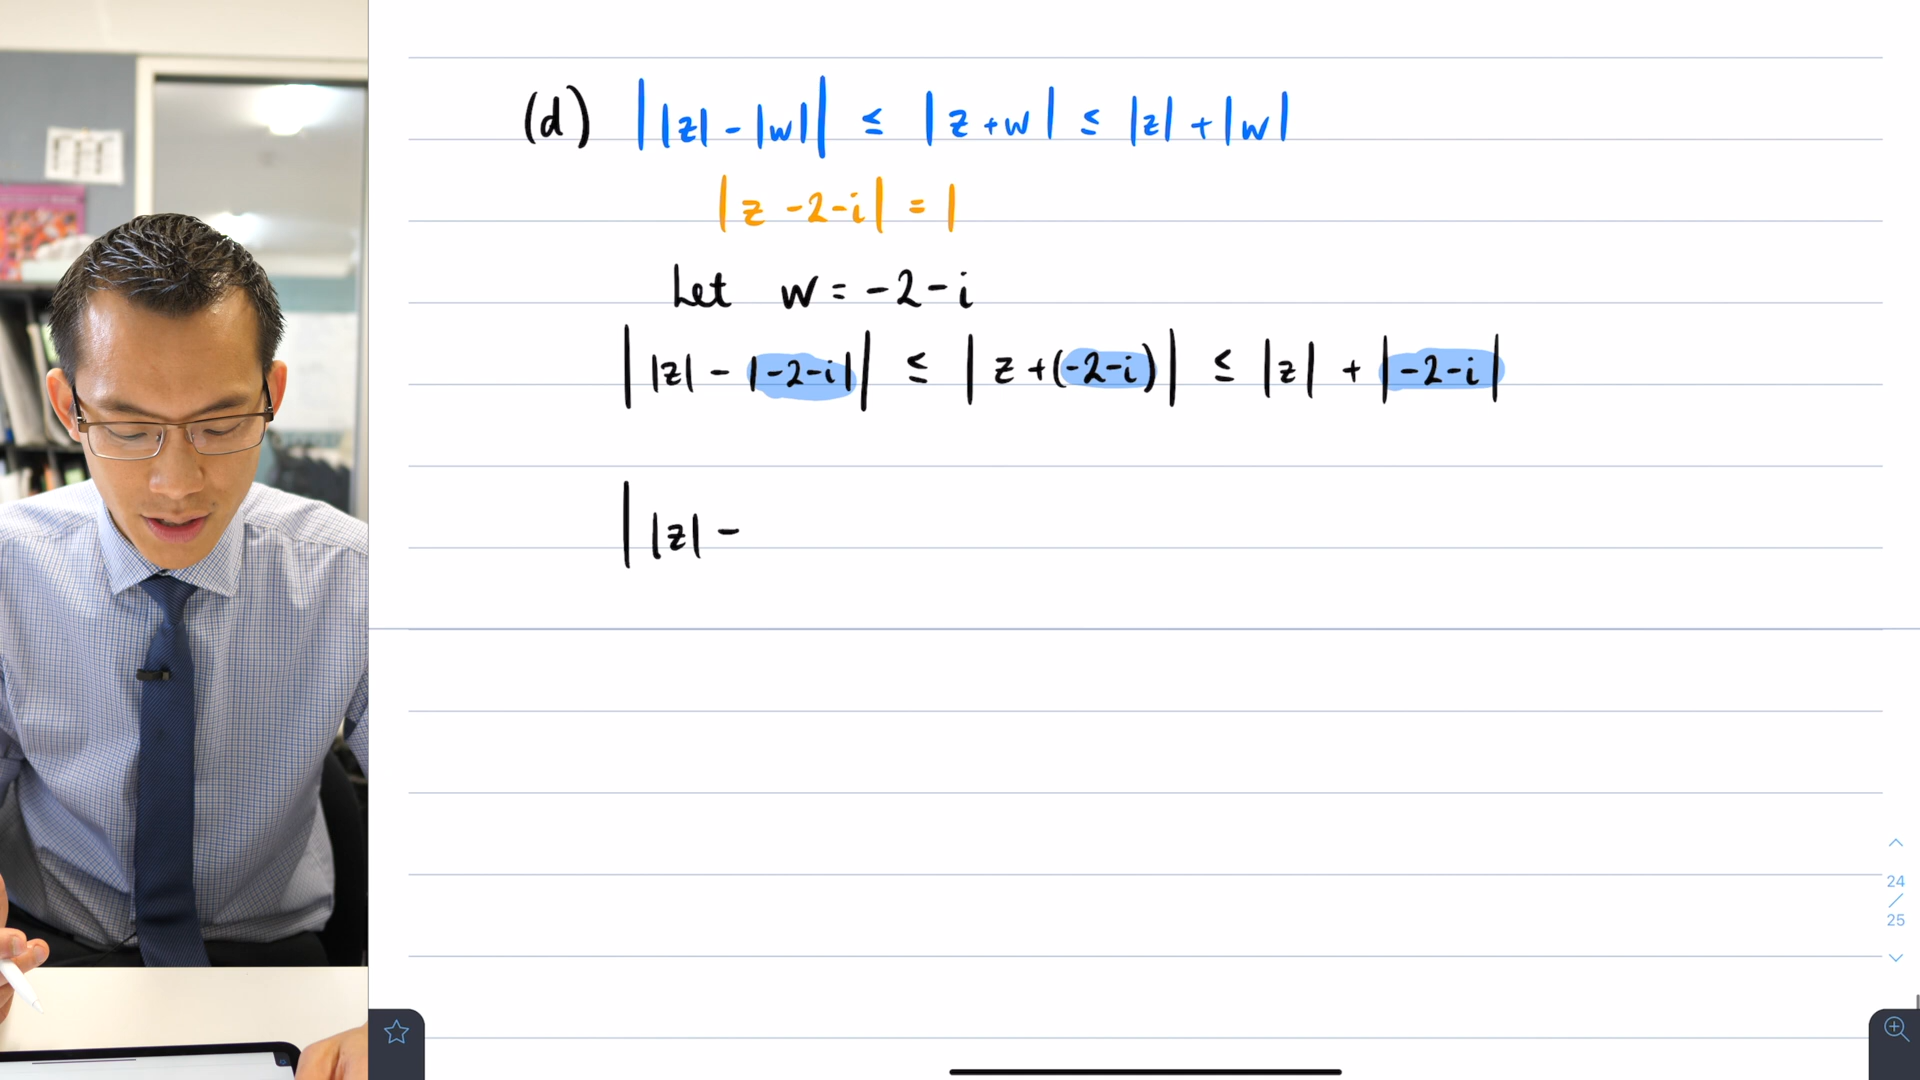 (d) ||z| - |w|| ≤ |z + w| ≤ |z| + |w|
|z - 2 - i| = 1
Let w = -2 - i
||z| - |-2-i|| ≤ |z + (-2-i)| ≤ |z| + |-2-i|
||z| -
24
/
25